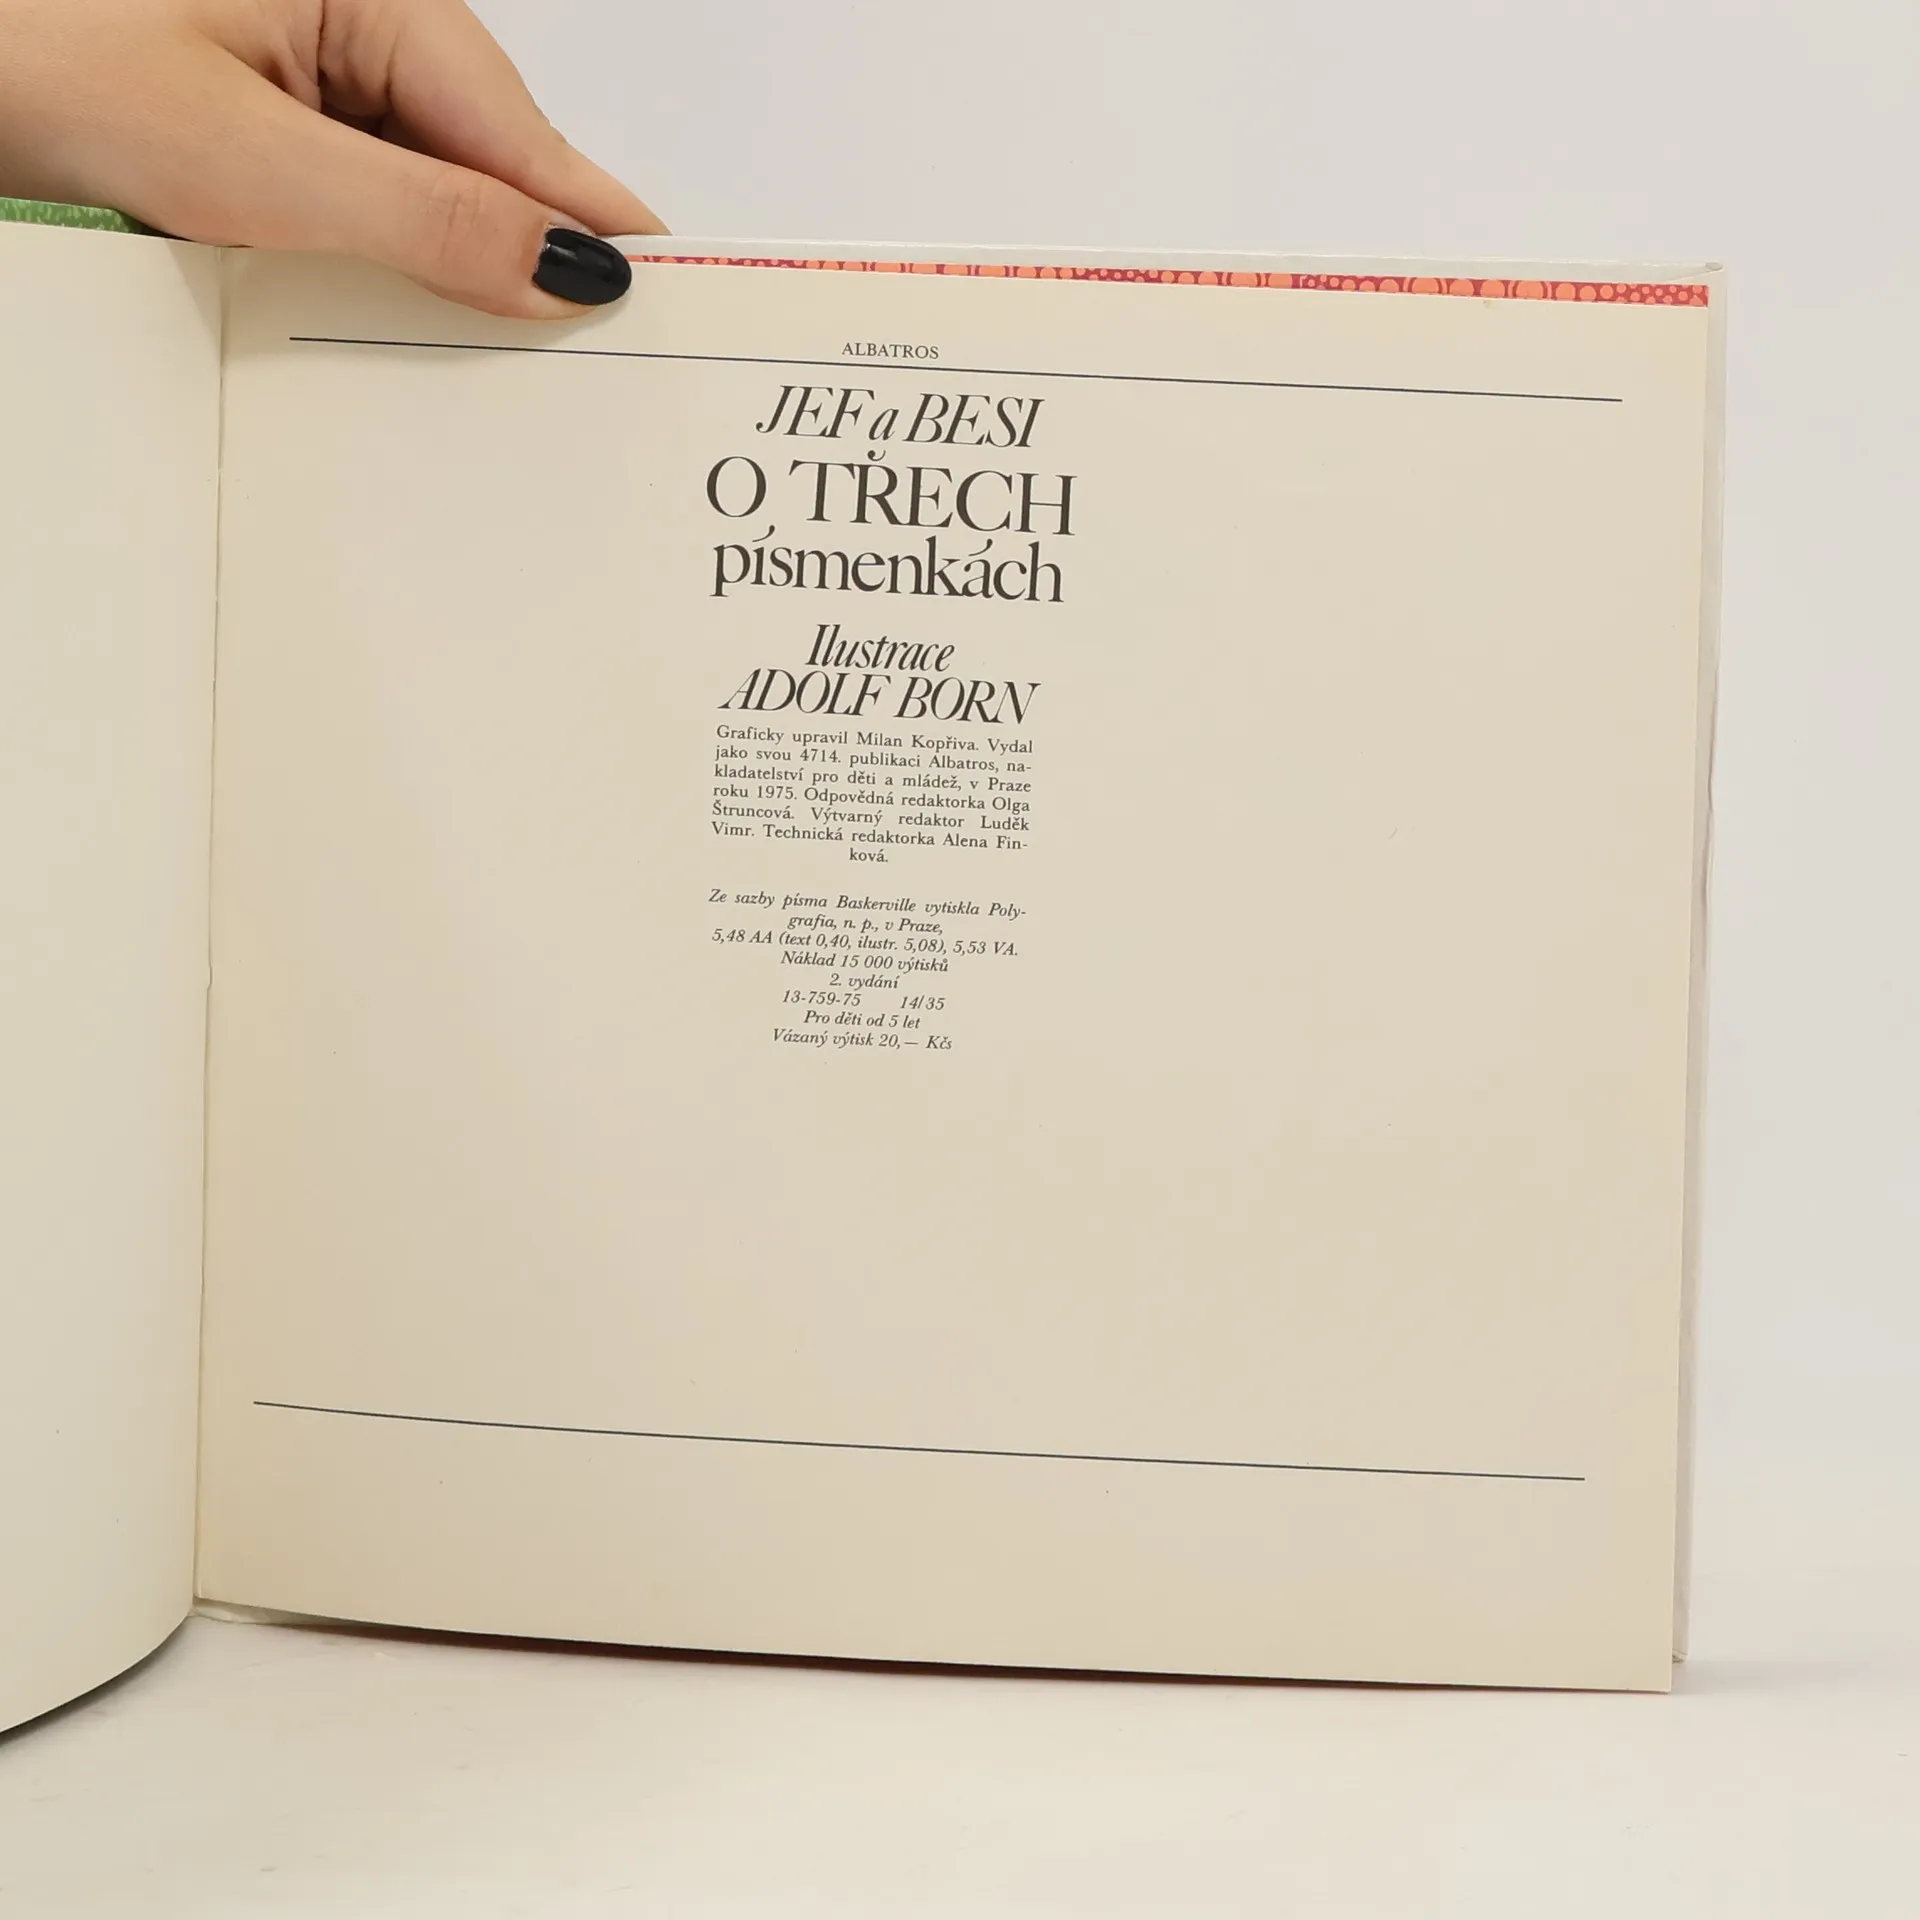 ALBATROS
JEF a BESI
O TŘECH
písmenkách
Ilustrace
ADOLF BORN
Graficky upravil Milan Kopřiva. Vydal
jako svou 4714. publikaci Albatros, na-
kladatelství pro děti a mládež, v Praze
roku 1975. Odpovědná redaktorka Olga
Štruncová. Výtvarný redaktor Luděk
Vimr. Technická redaktorka Alena Fin-
ková.
Ze sazby písma Baskerville vytiskla Poly-
grafia, n. p., v Praze,
5,48 AA (text 0,40, ilustr. 5,08), 5,53 VA.
Náklad 15 000 výtisků
2. vydání
13-759-75 14/35
Pro děti od 5 let
Vázaný výtisk 20,— Kčs